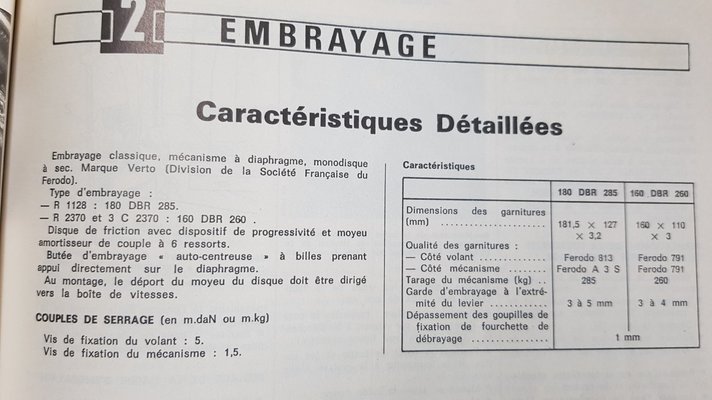 2 EMBRAYAGE
Caractéristiques Détaillées
Embrayage classique, mécanisme à diaphragme, monodisque
à sec. Marque Verto (Division de la Société Française du
Ferodo).
Type d'embrayage :
— R 1128 : 180 DBR 285.
— R 2370 et 3 C 2370 : 160 DBR 260 .
Disque de friction avec dispositif de progressivité et moyeu
amortisseur de couple à 6 ressorts.
Butée d'embrayage « auto-centreuse » à billes prenant
appui directement sur le diaphragme.
Au montage, le déport du moyeu du disque doit être dirigé
vers la boîte de vitesses.
COUPLES DE SERRAGE (en m.daN ou m.kg)
Vis de fixation du volant : 5.
Vis de fixation du mécanisme : 1,5.
Caractéristiques
180 DBR 285 160 DBR 260
Dimensions des garnitures
(mm) .................... 181,5 × 127 160 × 110
× 3,2 × 3
Qualité des garnitures :
— Côté volant ............ Ferodo 813 Ferodo 791
— Côté mécanisme ........ Ferodo A 3 S Ferodo 791
Tarage du mécanisme (kg) .. 285 260
Garde d'embrayage à l'extré-
mité du levier ............ 3 à 5 mm 3 à 4 mm
Dépassement des goupilles de
fixation de fourchette de
débrayage ............... 1 mm